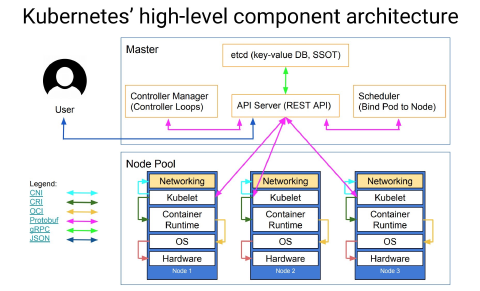 Kubernetes' high-level component architecture
Master
etcd (key-value DB, SSOT)
Controller Manager
(Controller Loops)
API Server (REST API)
Scheduler
(Bind Pod to Node)
User
Node Pool
Legend:
CNI
CRI
OCI
Protobuf
gRPC
JSON
Networking
Kubelet
Container
Runtime
OS
Hardware
Node 1
Networking
Kubelet
Container
Runtime
OS
Hardware
Node 2
Networking
Kubelet
Container
Runtime
OS
Hardware
Node 3